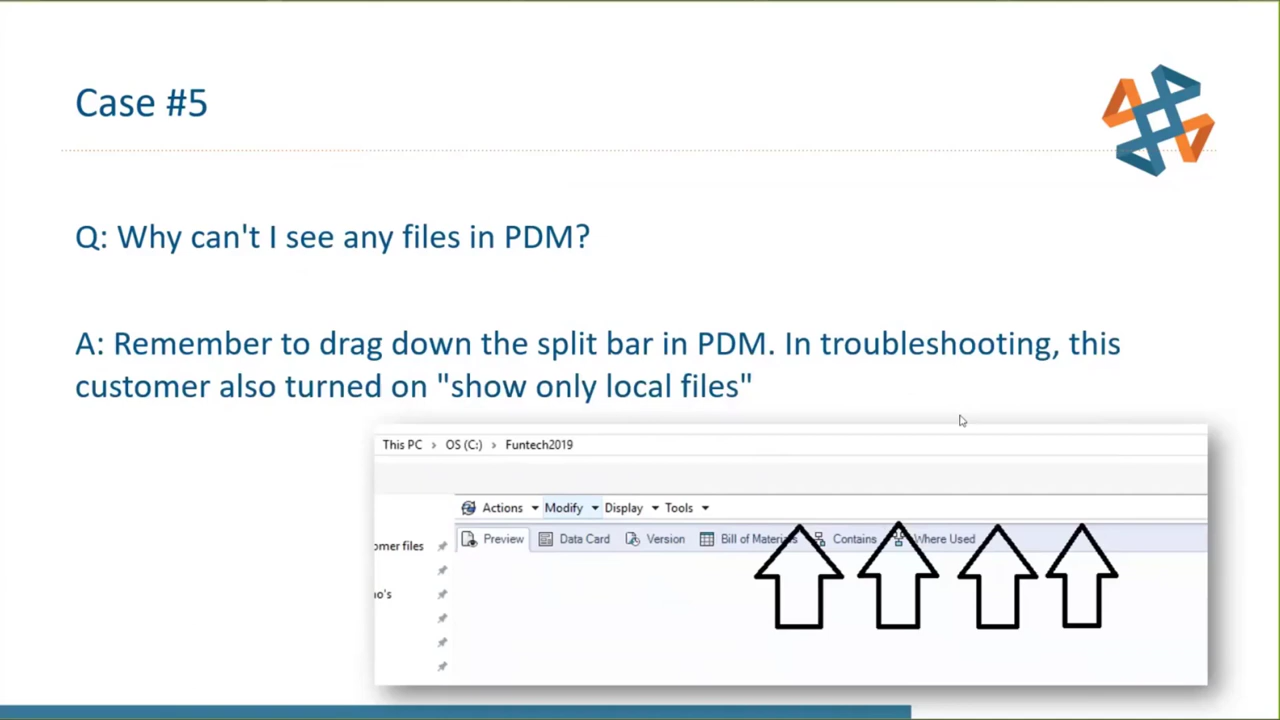 Case #5
Q: Why can't I see any files in PDM?
A: Remember to drag down the split bar in PDM. In troubleshooting, this
customer also turned on "show only local files"
This PC > OS (C:) > Funtech2019
Actions Modify Display Tools
Preview Data Card Version Bill of Materials Contains Where Used
omer files
no's